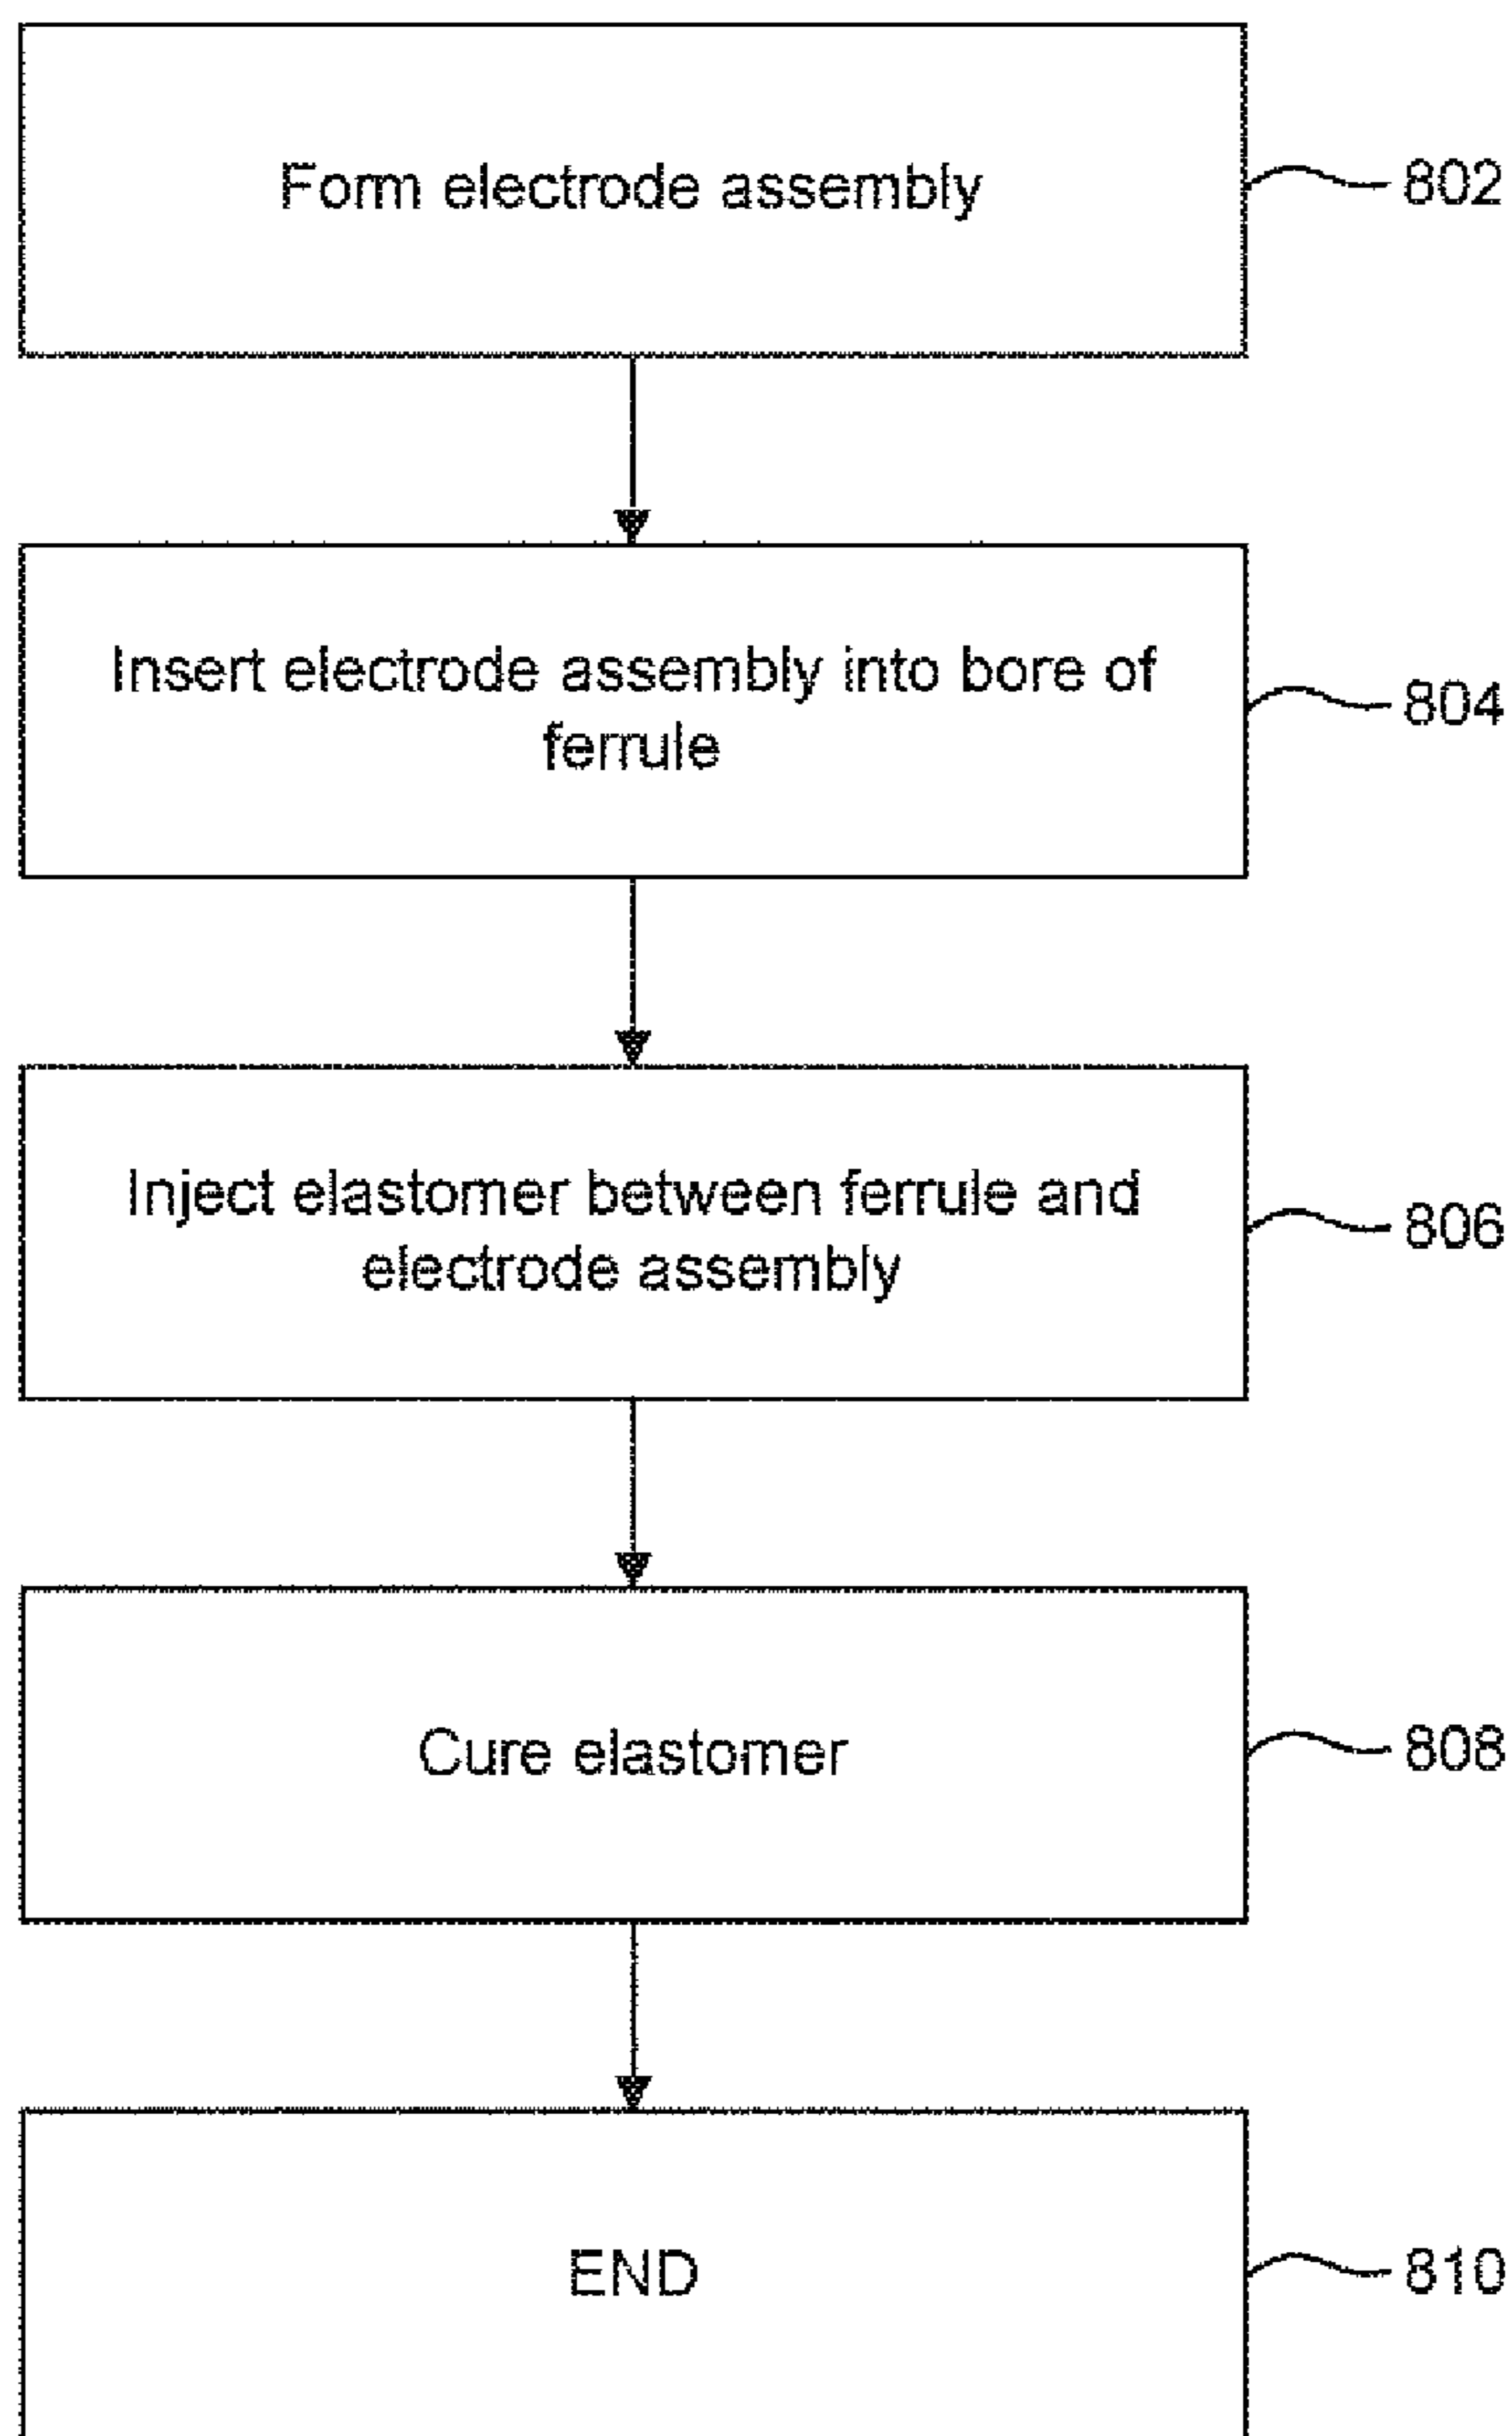 Form electrode assembly
802
Insert electrode assembly into bore of
ferrule
804
Inject elastomer between ferrule and
electrode assembly
806
Cure elastomer
808
END
810